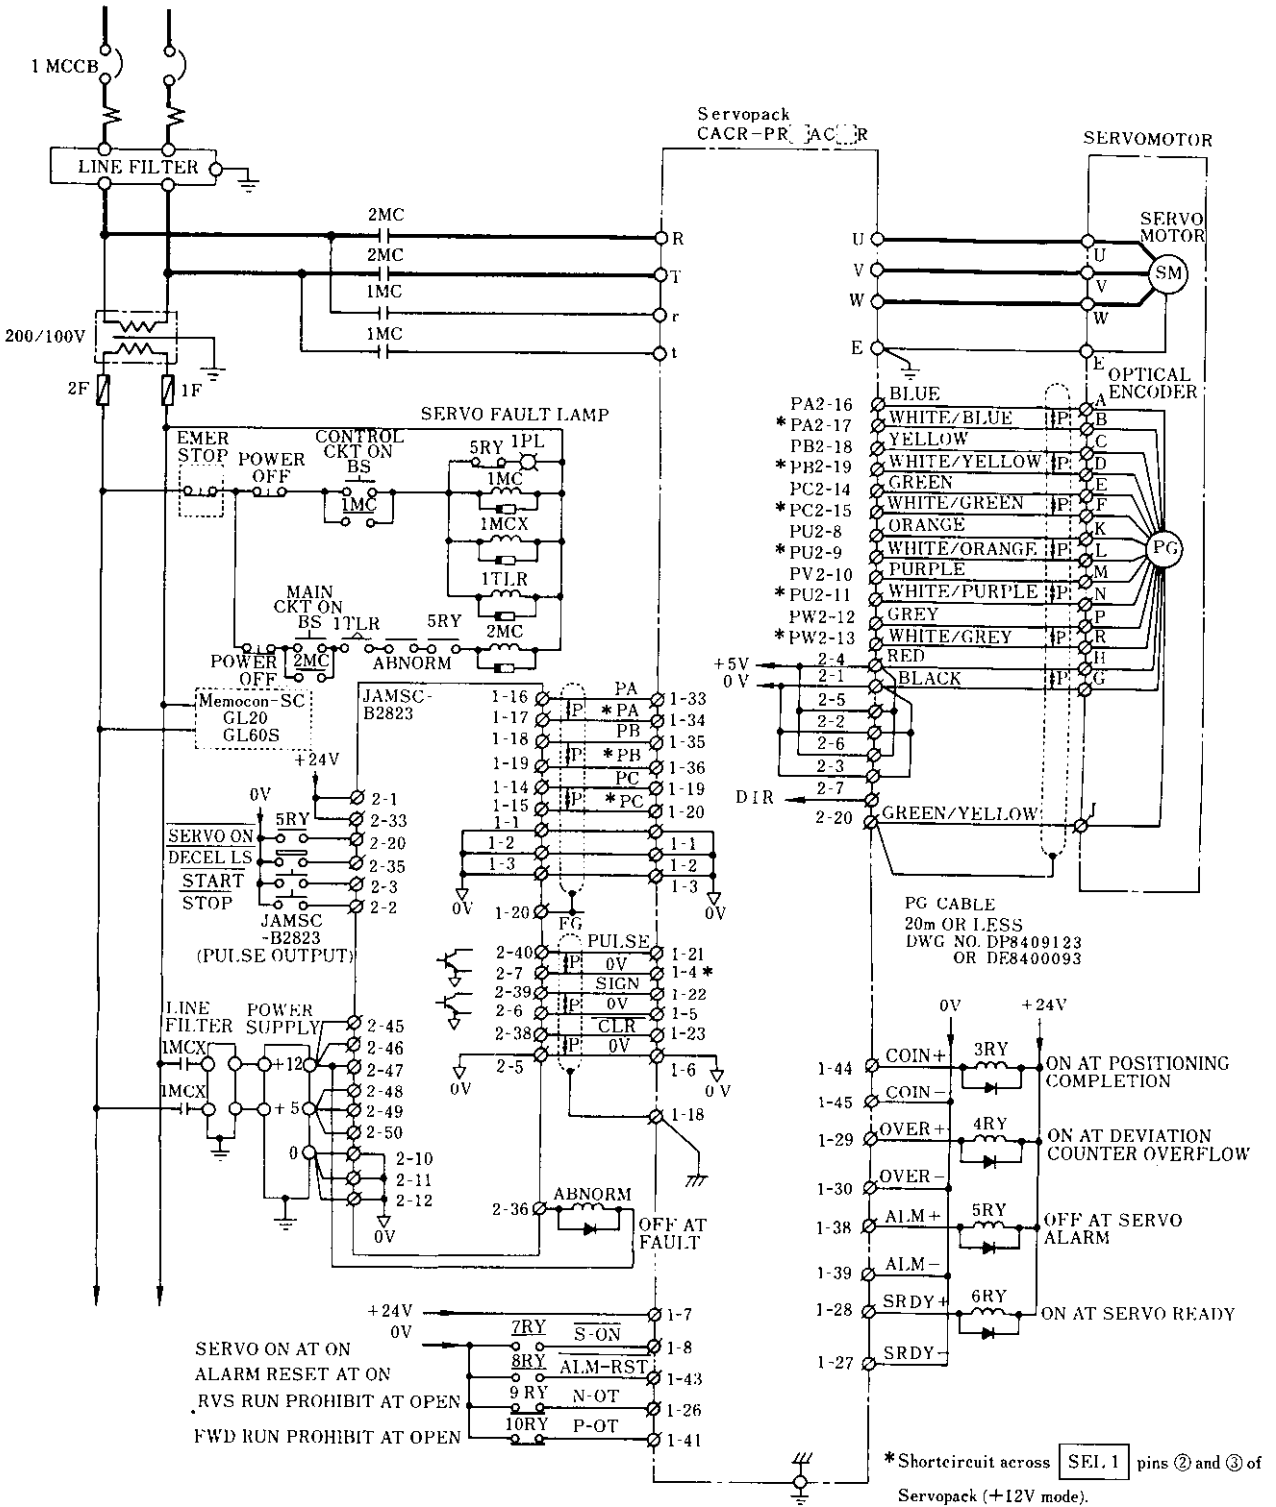 1 MCCB
LINE FILTER
Servopack
CACR-PR AC R
SERVOMOTOR
2MC
R
2MC
T
1MC
r
1MC
t
200/100V
2F
1F
U
V
W
E
U
V
W
E
SERVO
MOTOR
SM
OPTICAL
ENCODER
SERVO FAULT LAMP
EMER
STOP
POWER
OFF
CONTROL
CKT ON
BS
1MC
5RY
1PL
1MC
1MCX
1TLR
2MC
MAIN
CKT ON
BS
1TLR
5RY
2MC
ABNORM
POWER
OFF
PA2-16 BLUE P A
*PA2-17 WHITE/BLUE B
PB2-18 YELLOW P C
*PB2-19 WHITE/YELLOW D
PC2-14 GREEN P E
*PC2-15 WHITE/GREEN F
PU2-8 ORANGE P K
*PU2-9 WHITE/ORANGE L
PV2-10 PURPLE P M
*PU2-11 WHITE/PURPLE N
PW2-12 GREY P P
*PW2-13 WHITE/GREY R
+5V 2-4 RED P H
0V 2-1 BLACK G
PG
2-5
2-2
2-6
2-3
DIR 2-7
2-20 GREEN/YELLOW J
PG CABLE
20m OR LESS
DWG NO. DP8409123
OR DE8400093
Memocon-SC
GL20
GL60S
JAMSC-
B2823
+24V
0V
2-1
2-33
5RY
SERVO ON 2-20
DECEL LS 2-35
START 2-3
STOP 2-2
JAMSC
-B2823
(PULSE OUTPUT)
1-16 PA 1-33
1-17 P *PA 1-34
1-18 PB 1-35
1-19 P *PB 1-36
1-14 PC 1-19
1-15 P *PC 1-20
1-1 1-1
1-2 1-2
1-3 1-3
0V 0V
1-20 FG
2-40 PULSE 1-21
2-7 P 0V 1-4*
2-39 SIGN 1-22
2-6 P 0V 1-5
2-38 CLR 1-23
2-5 P 0V 1-6
0V 0V
1-18
LINE
FILTER
POWER
SUPPLY
1MCX
1MCX
+12
+5
0
2-45
2-46
2-47
2-48
2-49
2-50
2-10
2-11
2-12
0V
2-36 ABNORM
OFF AT
FAULT
0V +24V
1-44 COIN+ 3RY ON AT POSITIONING
COMPLETION
1-45 COIN-
1-29 OVER+ 4RY ON AT DEVIATION
COUNTER OVERFLOW
1-30 OVER-
1-38 ALM+ 5RY OFF AT SERVO
ALARM
1-39 ALM-
1-28 SRDY+ 6RY ON AT SERVO READY
1-27 SRDY-
+24V 1-7
0V
SERVO ON AT ON 7RY S-ON 1-8
ALARM RESET AT ON 8RY ALM-RST 1-43
RVS RUN PROHIBIT AT OPEN 9RY N-OT 1-26
FWD RUN PROHIBIT AT OPEN 10RY P-OT 1-41
*Shortcircuit across SEL 1 pins ② and ③ of
Servopack (+12V mode).